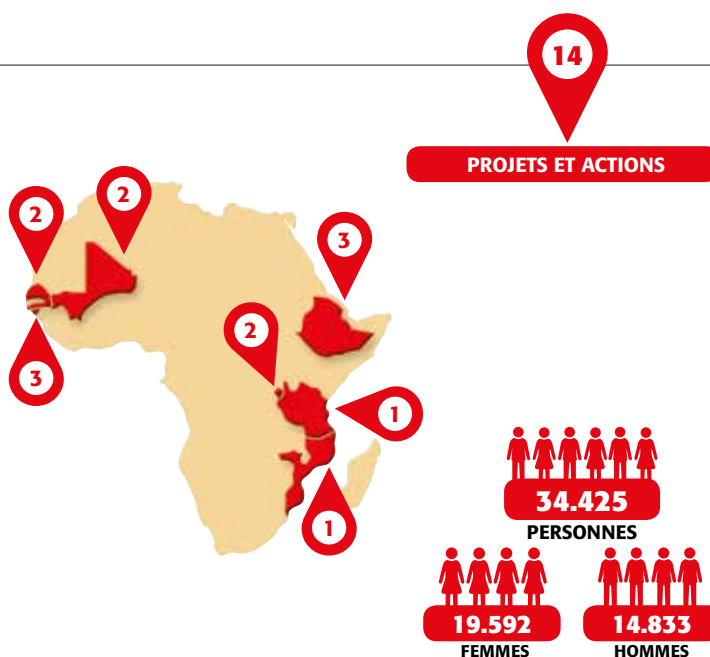 14
PROJETS ET ACTIONS
2
2
3
3
2
1
1
34.425
PERSONNES
19.592
FEMMES
14.833
HOMMES